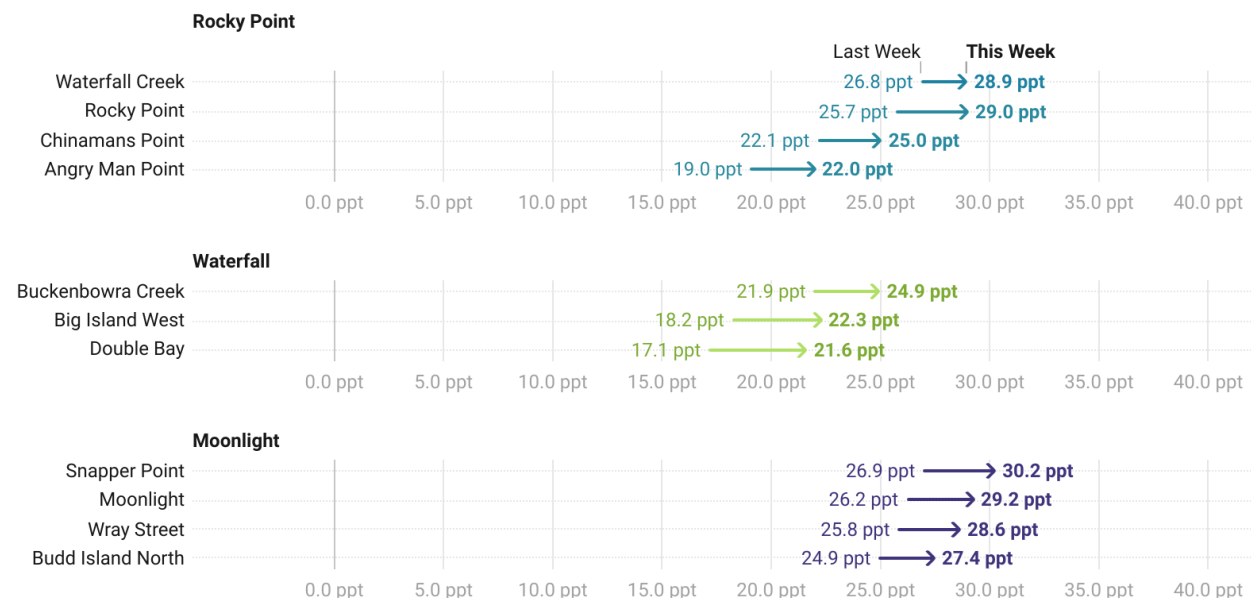 Rocky Point
Last Week This Week
Waterfall Creek 26.8 ppt 28.9 ppt
Rocky Point 25.7 ppt 29.0 ppt
Chinamans Point 22.1 ppt 25.0 ppt
Angry Man Point 19.0 ppt 22.0 ppt
0.0 ppt 5.0 ppt 10.0 ppt 15.0 ppt 20.0 ppt 25.0 ppt 30.0 ppt 35.0 ppt 40.0 ppt
Waterfall
Buckenbowra Creek 21.9 ppt 24.9 ppt
Big Island West 18.2 ppt 22.3 ppt
Double Bay 17.1 ppt 21.6 ppt
0.0 ppt 5.0 ppt 10.0 ppt 15.0 ppt 20.0 ppt 25.0 ppt 30.0 ppt 35.0 ppt 40.0 ppt
Moonlight
Snapper Point 26.9 ppt 30.2 ppt
Moonlight 26.2 ppt 29.2 ppt
Wray Street 25.8 ppt 28.6 ppt
Budd Island North 24.9 ppt 27.4 ppt
0.0 ppt 5.0 ppt 10.0 ppt 15.0 ppt 20.0 ppt 25.0 ppt 30.0 ppt 35.0 ppt 40.0 ppt